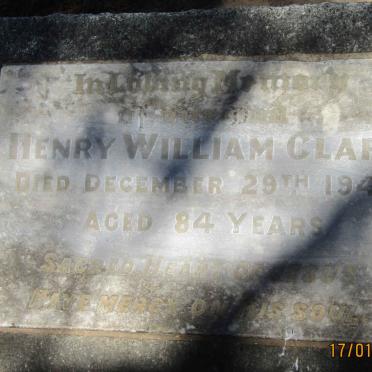 In Loving Memory
of
HENRY WILLIAM CLAR
DIED DECEMBER 29TH 194
AGED 84 YEARS
SACRED HEART OF JESUS
HAVE MERCY ON HIS SOUL
17/01